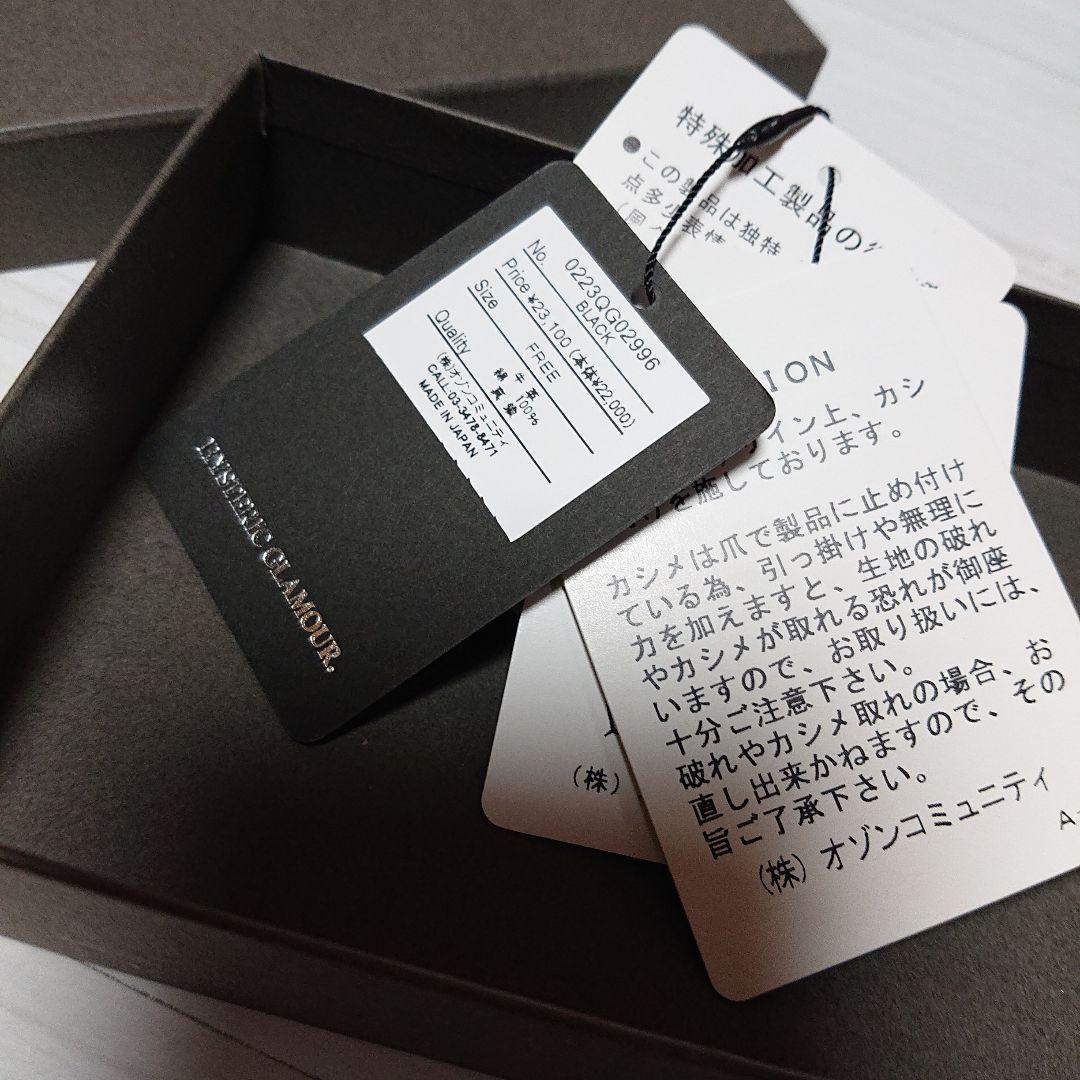 No. 0223QG02996
BLACK
Price ¥23,100(本体¥22,000)
Size FREE
Quality
牛革
綿 100%
真鍮
(株)オゾンコミュニティ
CALL:03-3478-8471
MADE IN JAPAN
HYSTERIC GLAMOUR.
特殊加工製品の
●この製品は独特
点多少
ION
イン上、カシ
を施しております。
カシメは爪で製品に止め付け
ている為、引っ掛けや無理に
力を加えますと、生地の破れ
やカシメが取れる恐れが御座
いますので、お取り扱いには、
十分ご注意下さい。
破れやカシメ取れの場合、お
直し出来かねますので、その
旨ご了承下さい。
(株)オゾンコミュニティ
A
(株)